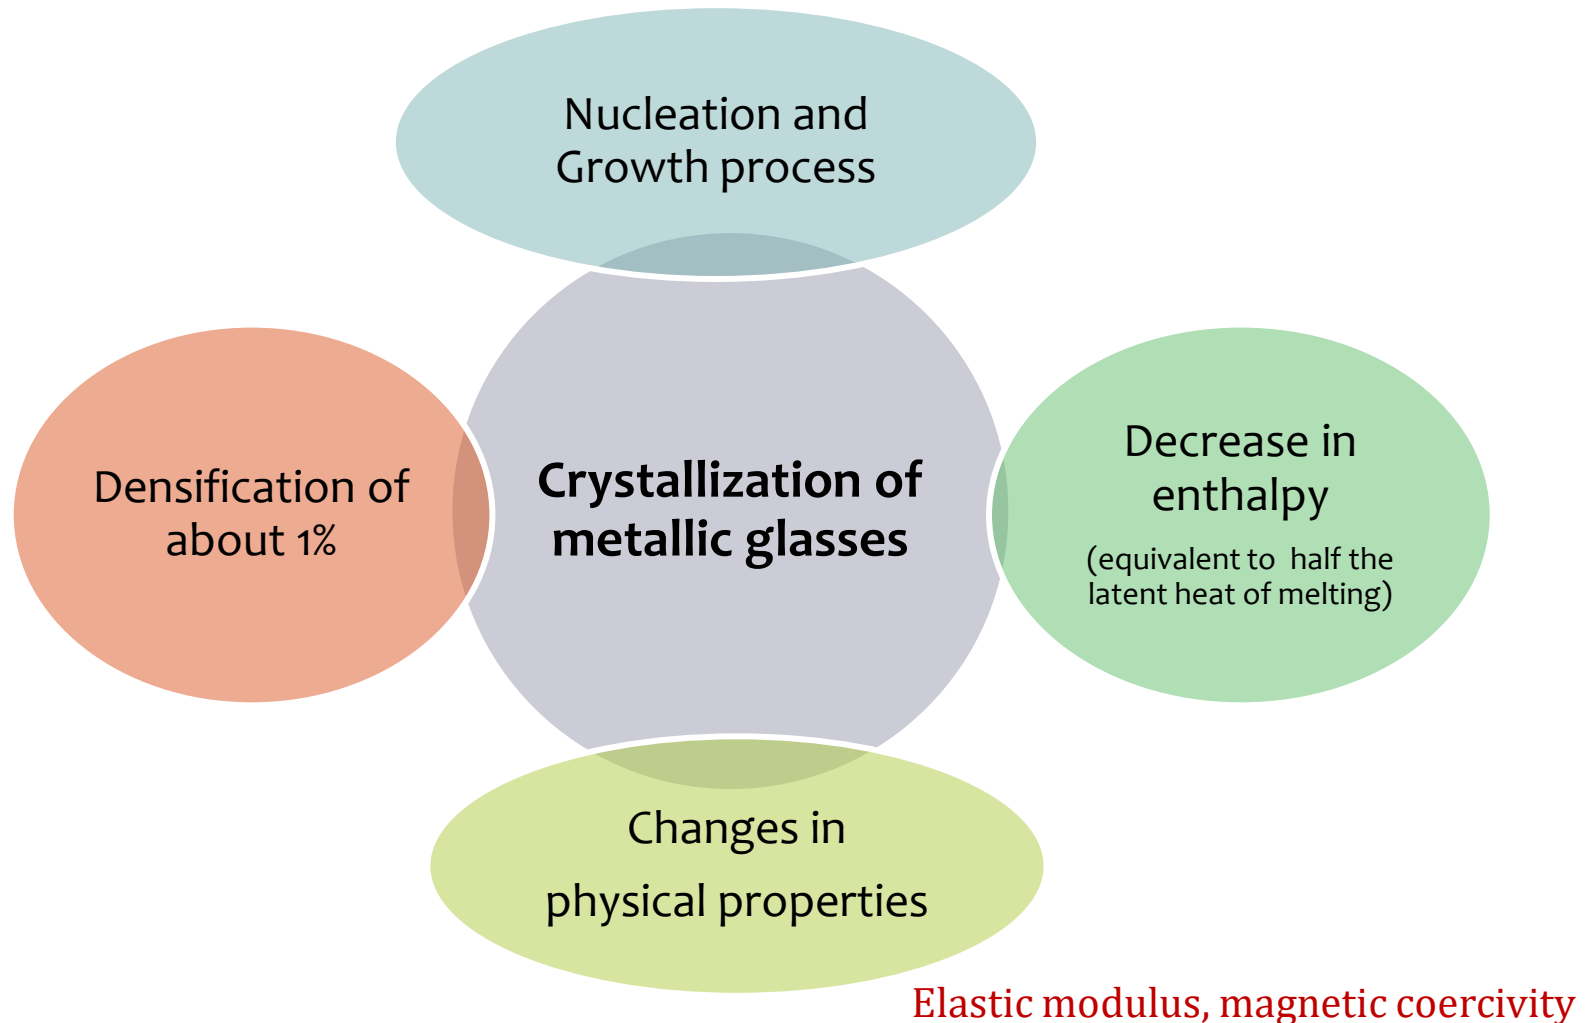 Nucleation and
Growth process
Densification of
about 1%
Crystallization of
metallic glasses
Decrease in
enthalpy
(equivalent to  half the
latent heat of melting)
Changes in
physical properties
Elastic modulus, magnetic coercivity